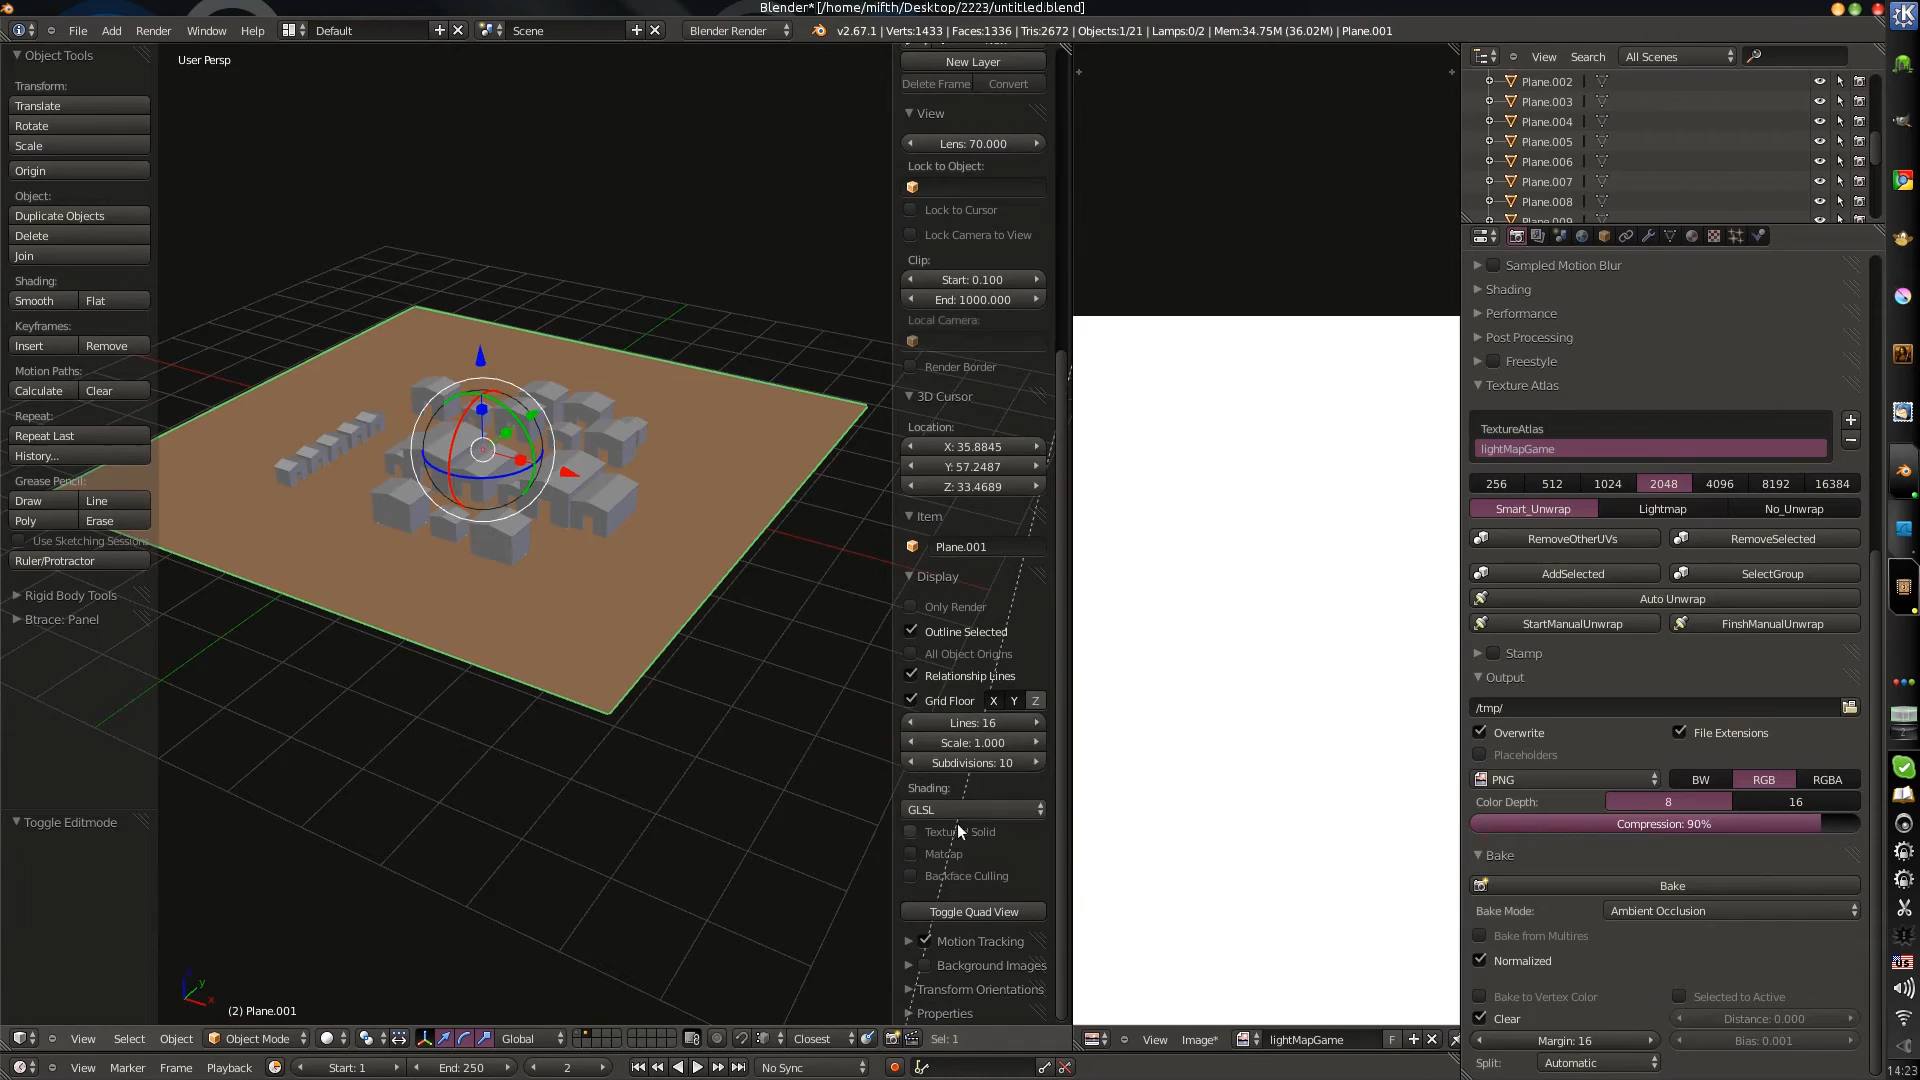 Blender* [/home/mifth/Desktop/2223/untitled.blend]
File Add Render Window Help Default Scene Blender Render v2.67.1 | Verts:1433 | Faces:1336 | Tris:2672 | Objects:1/21 | Lamps:0/2 | Mem:34.75M (36.02M) | Plane.001
Object Tools
Transform:
Translate
Rotate
Scale
Origin
Object:
Duplicate Objects
Delete
Join
Shading:
Smooth Flat
Keyframes:
Insert Remove
Motion Paths:
Calculate Clear
Repeat:
Repeat Last
History...
Grease Pencil:
Draw Line
Poly Erase
Use Sketching Sessions
Ruler/Protractor
Rigid Body Tools
Btrace: Panel
Toggle Editmode
User Persp
(2) Plane.001
New Layer
Delete Frame Convert
View
Lens: 70.000
Lock to Object:
Lock to Cursor
Lock Camera to View
Clip:
Start: 0.100
End: 1000.000
Local Camera:
Render Border
3D Cursor
Location:
X: 35.8845
Y: 57.2487
Z: 33.4689
Item
Plane.001
Display
Only Render
Outline Selected
All Object Origins
Relationship Lines
Grid Floor X Y Z
Lines: 16
Scale: 1.000
Subdivisions: 10
Shading:
GLSL
Textured Solid
Matcap
Backface Culling
Toggle Quad View
Motion Tracking
Background Images
Transform Orientations
Properties
View Search All Scenes
Plane.002
Plane.003
Plane.004
Plane.005
Plane.006
Plane.007
Plane.008
Plane.009
Sampled Motion Blur
Shading
Performance
Post Processing
Freestyle
Texture Atlas
TextureAtlas
lightMapGame
256 512 1024 2048 4096 8192 16384
Smart_Unwrap Lightmap No_Unwrap
RemoveOtherUVs RemoveSelected
AddSelected SelectGroup
Auto Unwrap
StartManualUnwrap FinshManualUnwrap
Stamp
Output
/tmp/
Overwrite File Extensions
Placeholders
PNG BW RGB RGBA
Color Depth: 8 16
Compression: 90%
Bake
Bake
Bake Mode: Ambient Occlusion
Bake from Multires
Normalized
Bake to Vertex Color Selected to Active
Clear Distance: 0.000
Margin: 16 Bias: 0.001
Split: Automatic
View Select Object Object Mode Global Closest Sel: 1
View Image* lightMapGame F
View Marker Frame Playback Start: 1 End: 250 2 No Sync
14:23